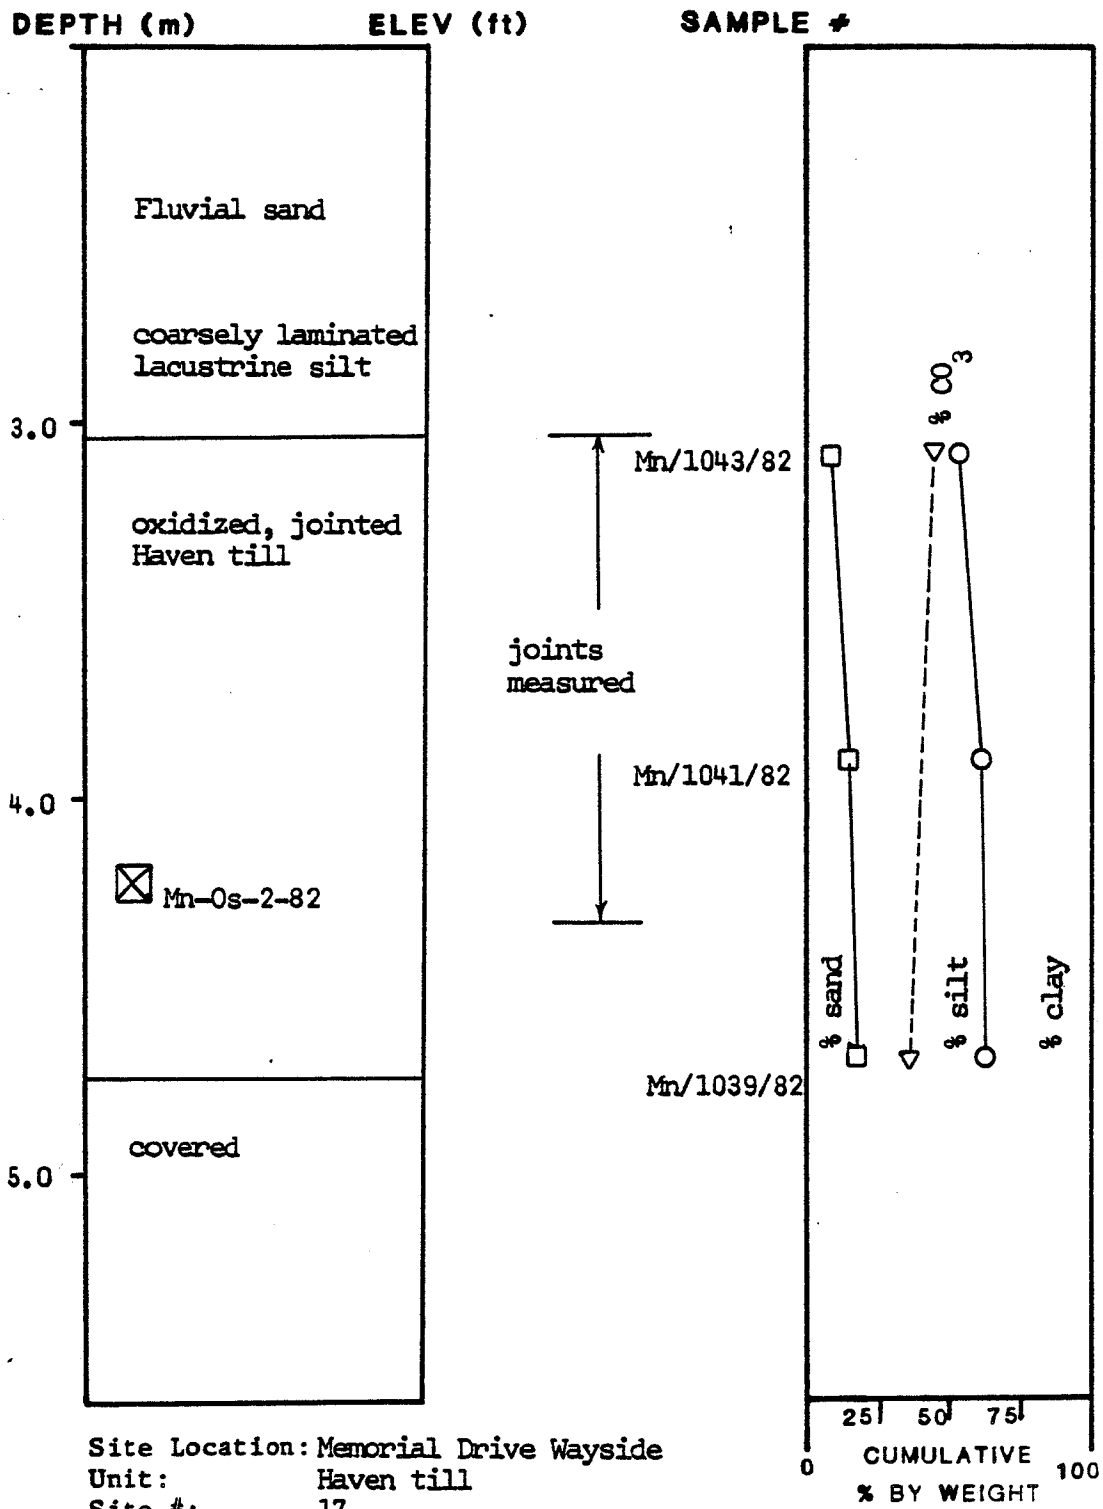 DEPTH (m) ELEV (ft) SAMPLE #
Fluvial sand
coarsely laminated
lacustrine silt
% CO3
3.0
Mn/1043/82
oxidized, jointed
Haven till
joints
measured
Mn/1041/82
4.0
Mn-Os-2-82
% sand
% silt
% clay
Mn/1039/82
covered
5.0
25 50 75
0 CUMULATIVE 100
% BY WEIGHT
Site Location: Memorial Drive Wayside
Unit: Haven till
Site #: 17